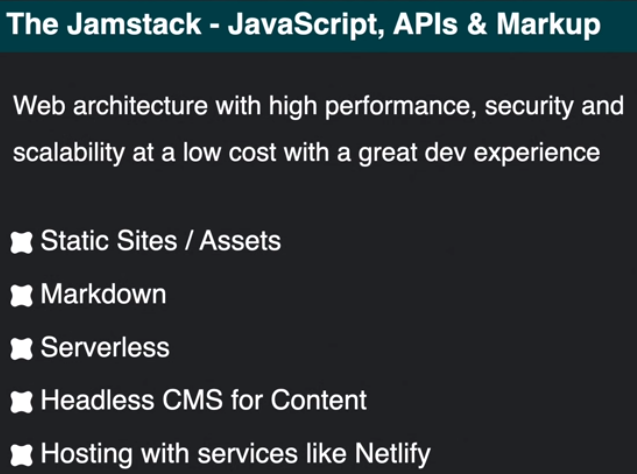 The Jamstack - JavaScript, APIs & Markup
Web architecture with high performance, security and
scalability at a low cost with a great dev experience
Static Sites / Assets
Markdown
Serverless
Headless CMS for Content
Hosting with services like Netlify